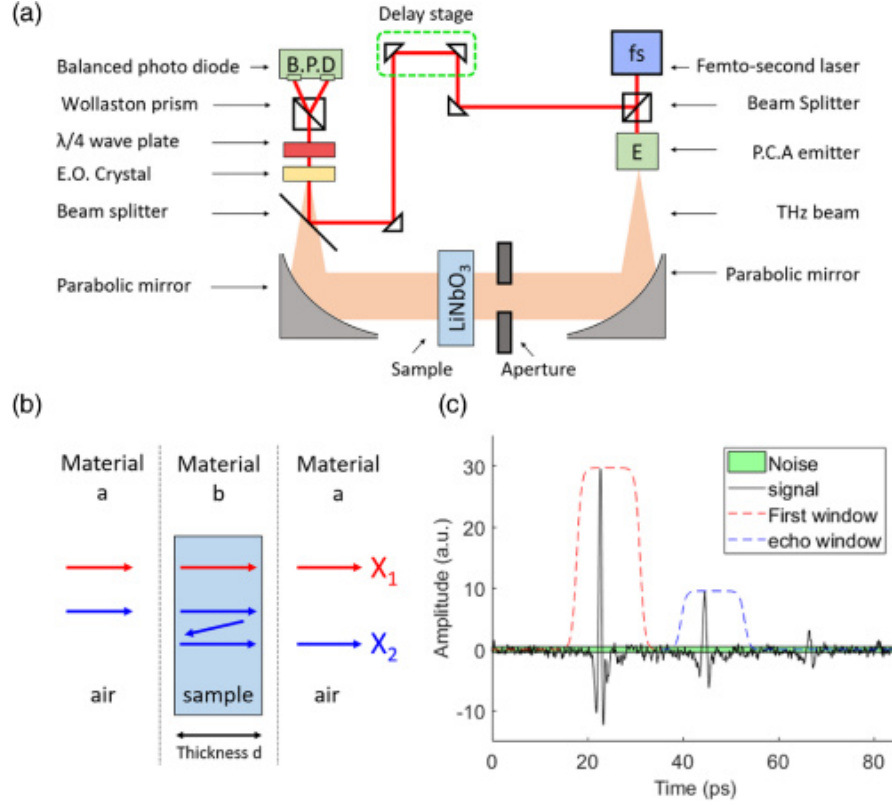 (a)
Delay stage
Balanced photo diode
B.P.D
fs
Femto-second laser
Wollaston prism
Beam Splitter
λ/4 wave plate
E
P.C.A emitter
E.O. Crystal
Beam splitter
THz beam
Parabolic mirror
LiNbO₃
Parabolic mirror
Sample
Aperture
(b)
Material
a
Material
b
Material
a
X₁
X₂
air
sample
air
Thickness d
(c)
Noise
signal
First window
echo window
Amplitude (a.u.)
30
20
10
0
-10
0
20
40
60
80
Time (ps)